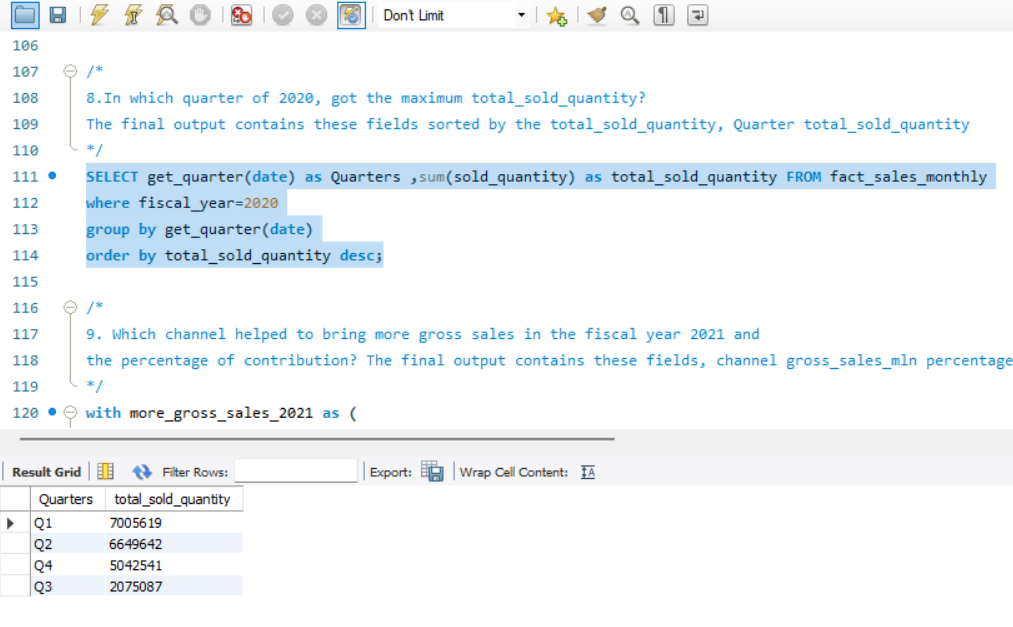 Don't Limit
106
107 /*
108 8.In which quarter of 2020, got the maximum total_sold_quantity?
109 The final output contains these fields sorted by the total_sold_quantity, Quarter total_sold_quantity
110 */
111 SELECT get_quarter(date) as Quarters ,sum(sold_quantity) as total_sold_quantity FROM fact_sales_monthly
112 where fiscal_year=2020
113 group by get_quarter(date)
114 order by total_sold_quantity desc;
115
116 /*
117 9. Which channel helped to bring more gross sales in the fiscal year 2021 and
118 the percentage of contribution? The final output contains these fields, channel gross_sales_mln percentage
119 */
120 with more_gross_sales_2021 as (
Result Grid Filter Rows: Export: Wrap Cell Content: IA
Quarters total_sold_quantity
Q1 7005619
Q2 6649642
Q4 5042541
Q3 2075087